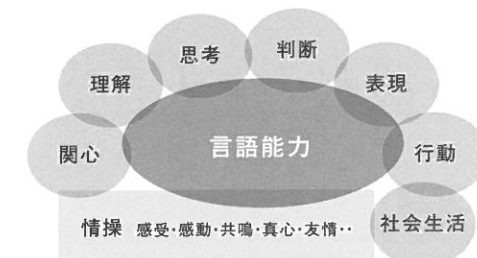 関心
理解
思考
判断
表現
行動
社会生活
言語能力
情操 感受・感動・共鳴・真心・友情・・